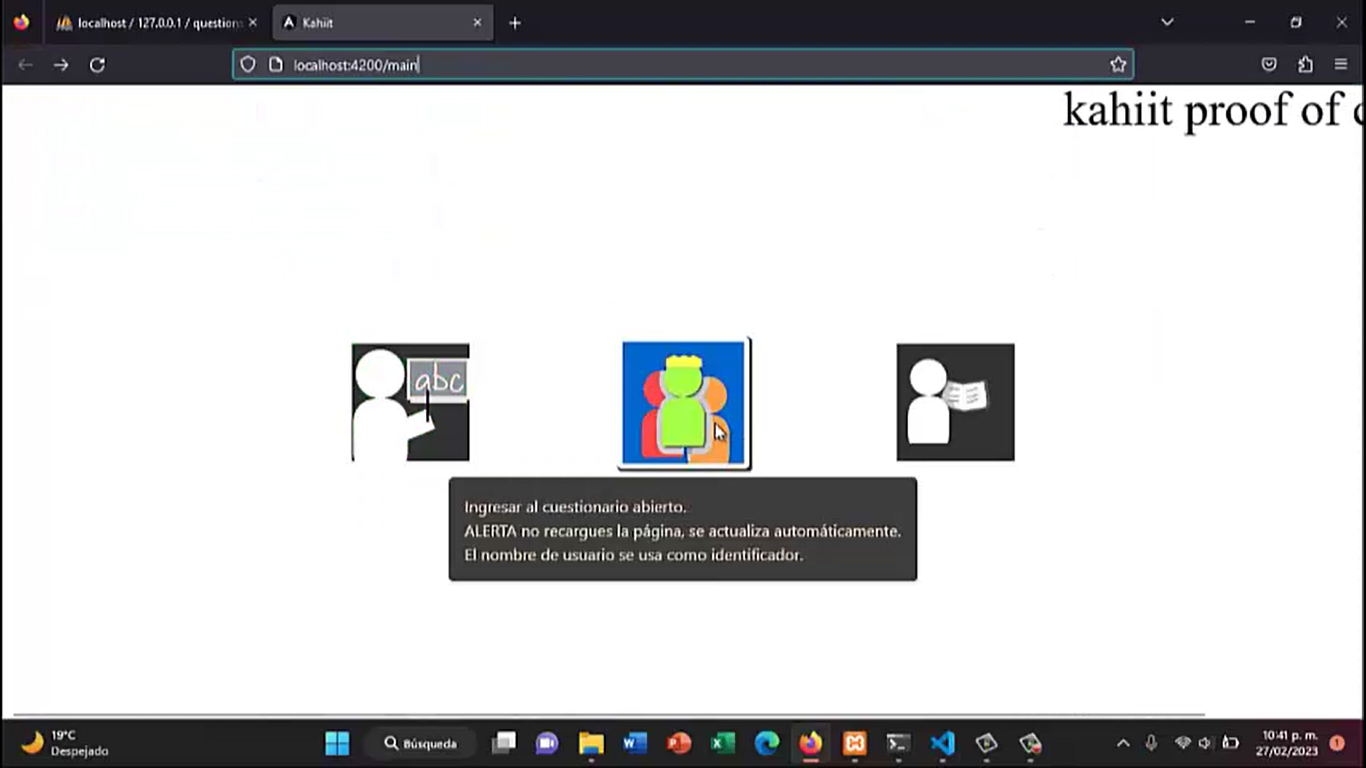 localhost / 127.0.0.1 / question
Kahiit
localhost:4200/main
kahiit proof of
abc
Ingresar al cuestionario abierto.
ALERTA no recargues la página, se actualiza automáticamente.
El nombre de usuario se usa como identificador.
19°C
Despejado
Búsqueda
10:41 p. m.
27/02/2023
1